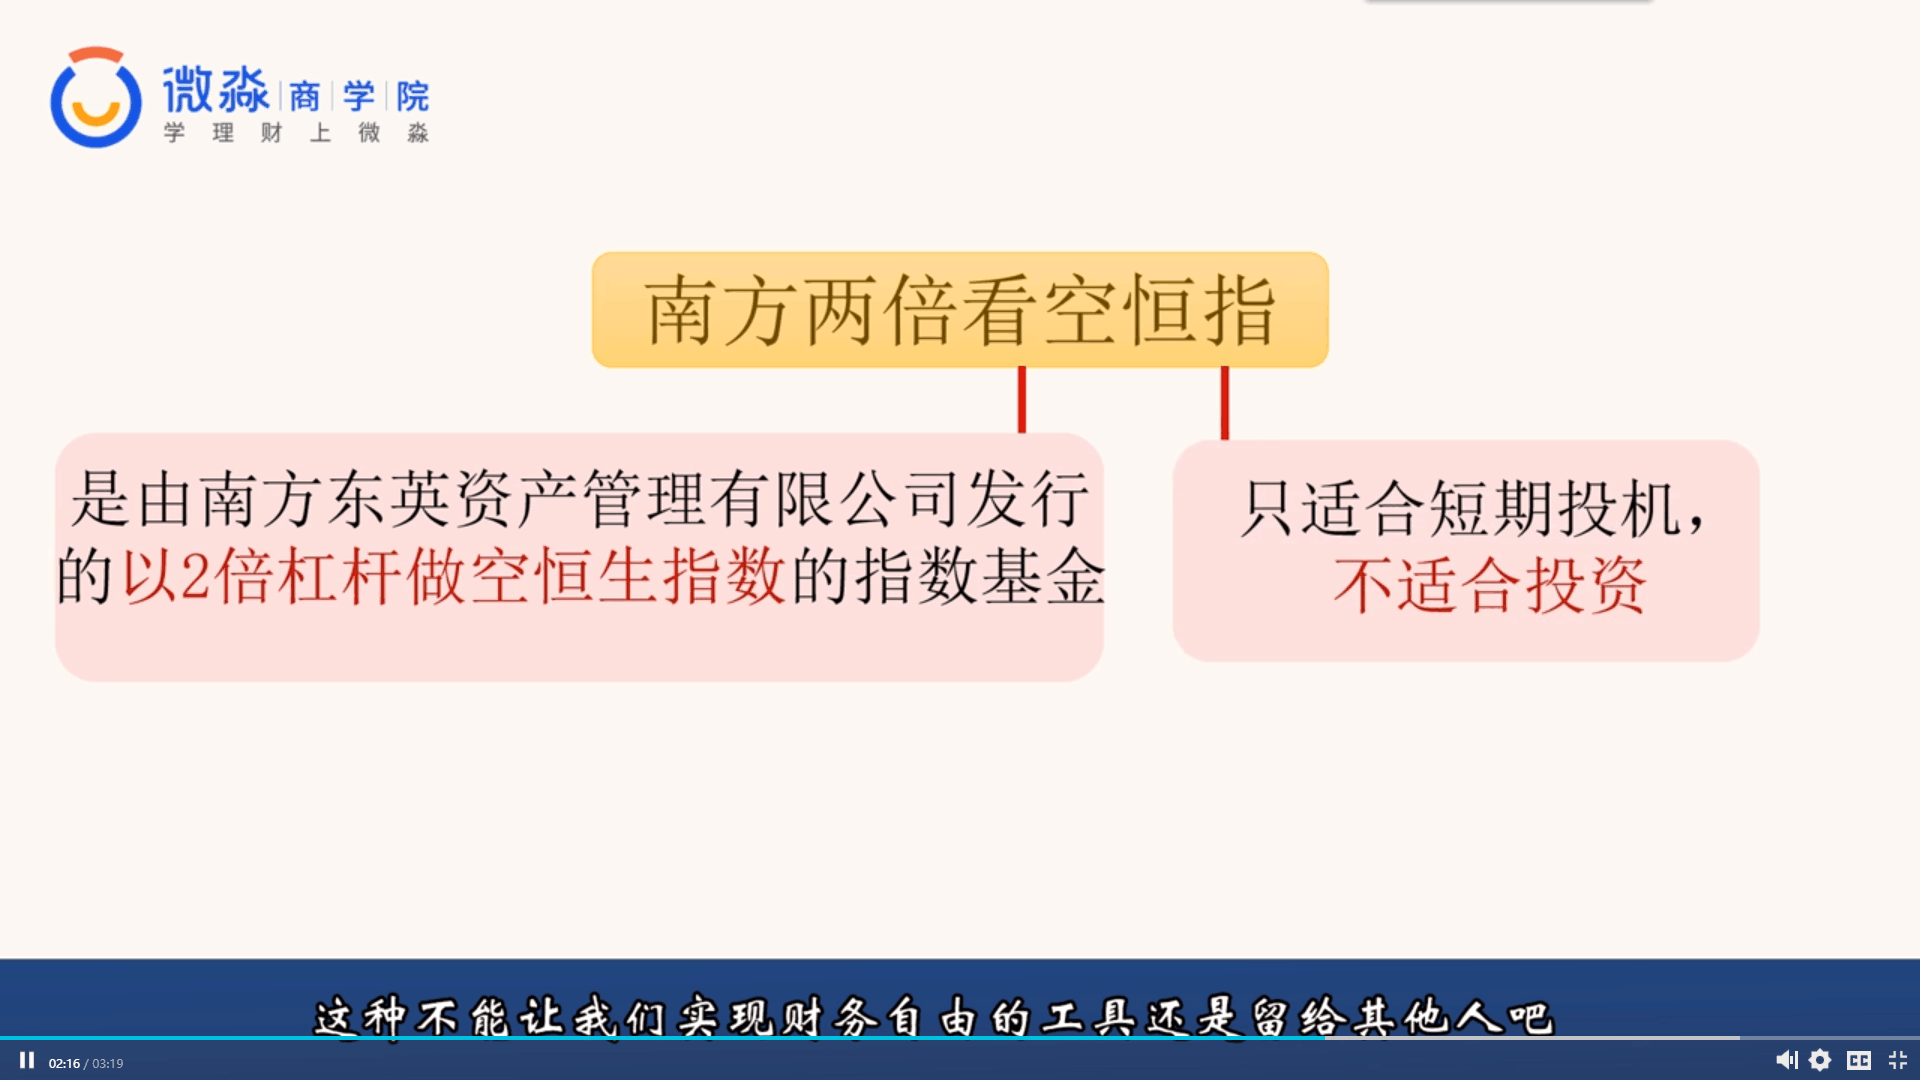 微淼商学院
学理财上微淼
南方两倍看空恒指
是由南方东英资产管理有限公司发行
的以2倍杠杆做空恒生指数的指数基金
只适合短期投机，
不适合投资
这种不能让我们实现财务自由的工具还是留给其他人吧
02:16 / 03:19
CC